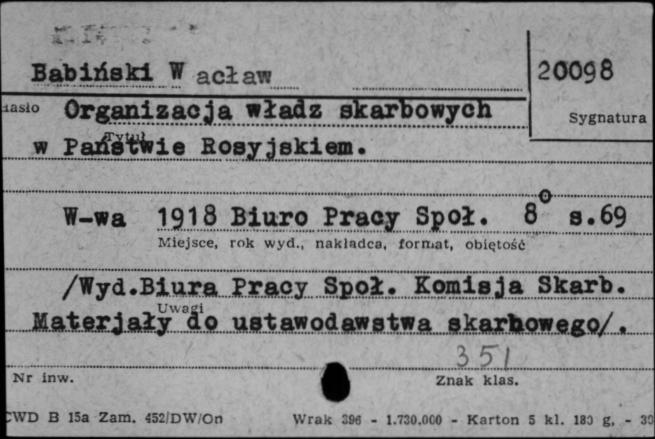 Babiński Wacław
20098
Sygnatura
Organizacja władz skarbowych
Tytuł
w Państwie Rosyjskiem.
W-wa 1918 Biuro Pracy Społ. 8° s.69
Miejsce, rok wyd., nakładca, format, objętość
/Wyd.Biura Pracy Społ. Komisja Skarb.
Uwagi
Materjały do ustawodawstwa skarbowego/.
351
Nr inw.
Znak klas.
CWD B 15a Zam. 452/DW/On Wrak 396 - 1.730.000 - Karton 5 kl. 180 g, -